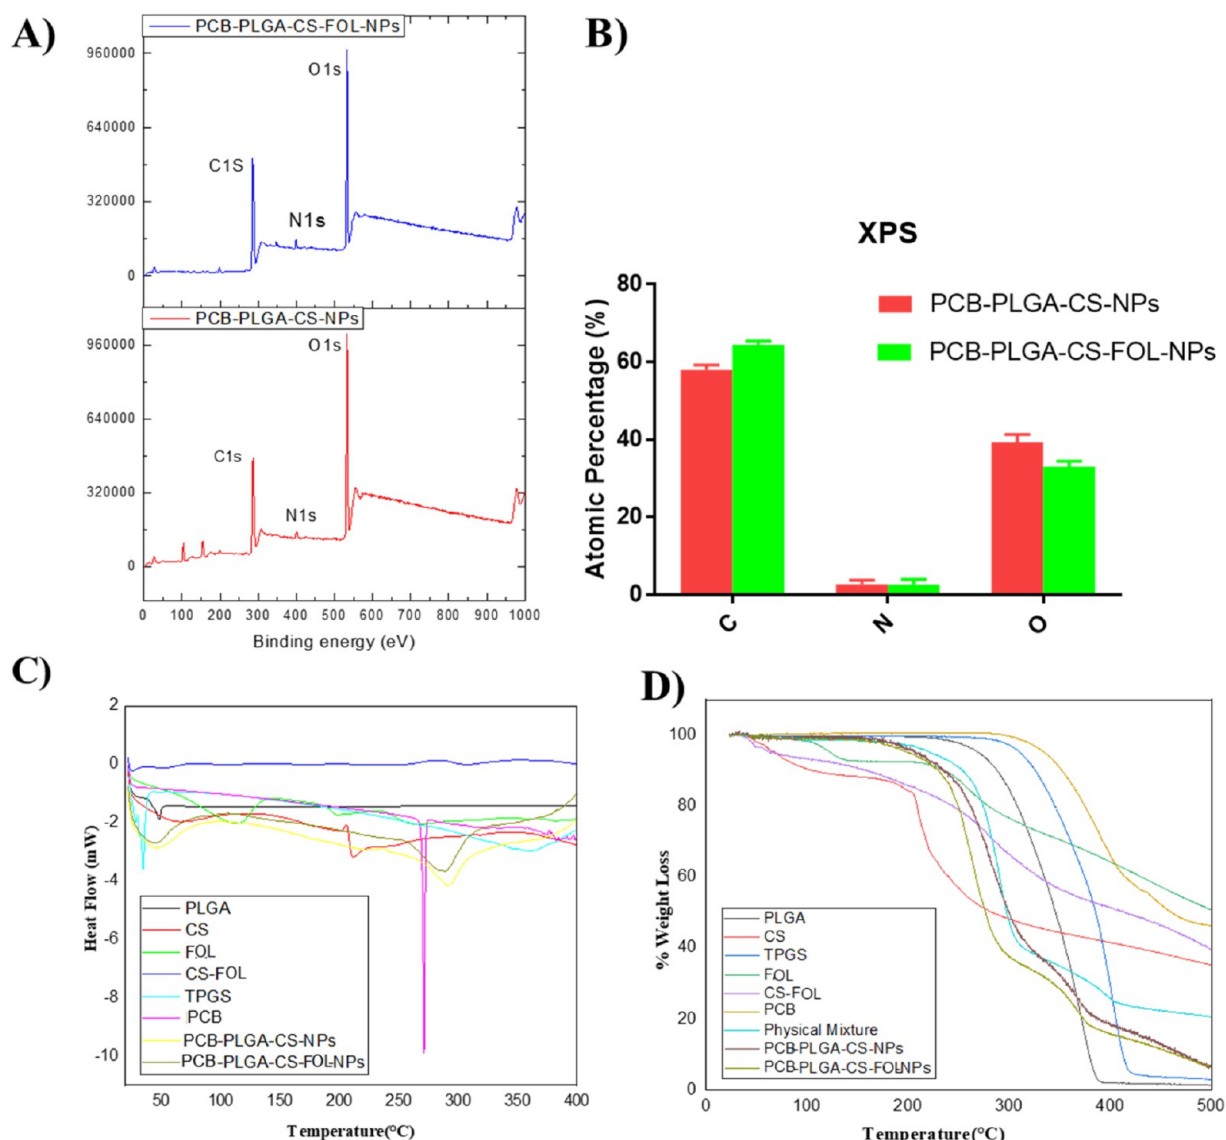 A)
PCB-PLGA-CS-FOL-NPs
960000
640000
320000
0
C1S
N1s
O1s
PCB-PLGA-CS-NPs
960000
640000
320000
0
C1s
N1s
O1s
0 100 200 300 400 500 600 700 800 900 1000
Binding energy (eV)
B)
XPS
PCB-PLGA-CS-NPs
PCB-PLGA-CS-FOL-NPs
Atomic Percentage (%)
80
60
40
20
0
C N O
C)
2
0
-2
-4
-6
-8
-10
Heat Flow (mW)
PLGA
CS
FOL
CS-FOL
TPGS
PCB
PCB-PLGA-CS-NPs
PCB-PLGA-CS-FOL-NPs
50 100 150 200 250 300 350 400
Temperature(°C)
D)
100
80
60
40
20
0
% Weight Loss
PLGA
CS
TPGS
FOL
CS-FOL
PCB
Physical Mixture
PCB-PLGA-CS-NPs
PCB-PLGA-CS-FOL-NPs
0 100 200 300 400 500
Temperature(°C)